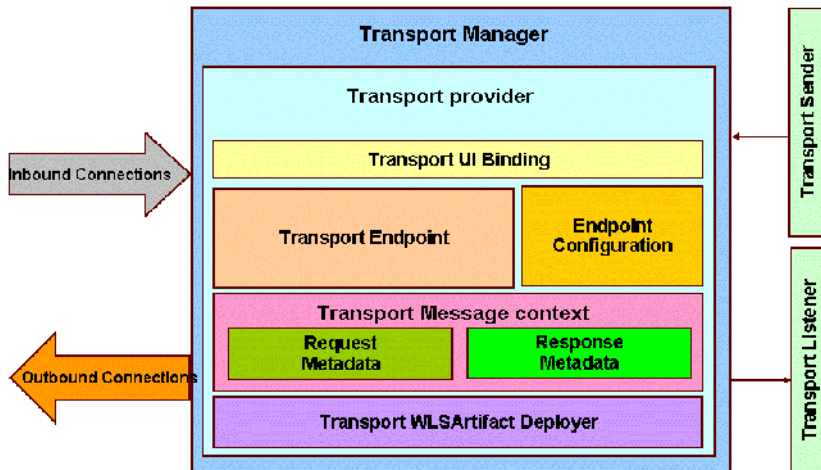 Transport Manager
Transport provider
Transport UI Binding
Inbound Connections
Transport Endpoint
Endpoint
Configuration
Transport Message context
Request
Metadata
Response
Metadata
Outbound Connections
Transport WLSArtifact Deployer
Transport Sender
Transport Listener